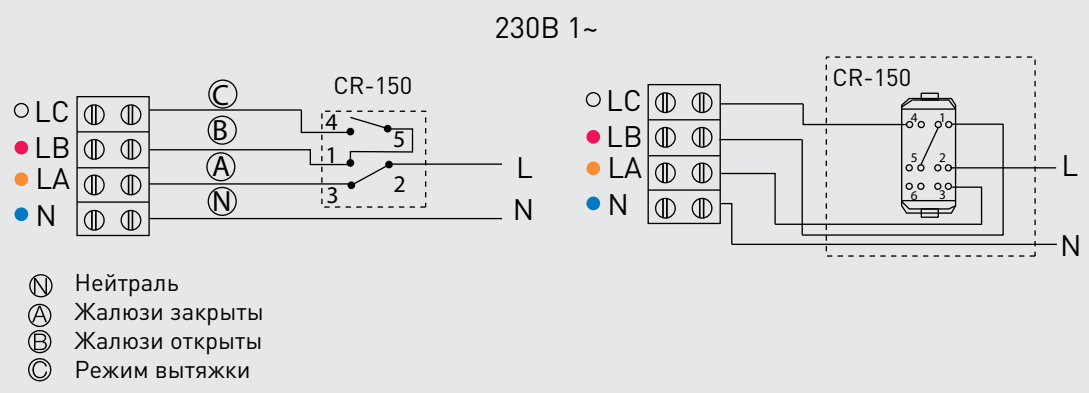 230В 1~
CR-150
LC
LB
LA
N
C
B
A
N
4
5
1
2
3
L
N
CR-150
LC
LB
LA
N
4 1
5 2
6 3
L
N
N Нейтраль
A Жалюзи закрыты
B Жалюзи открыты
C Режим вытяжки